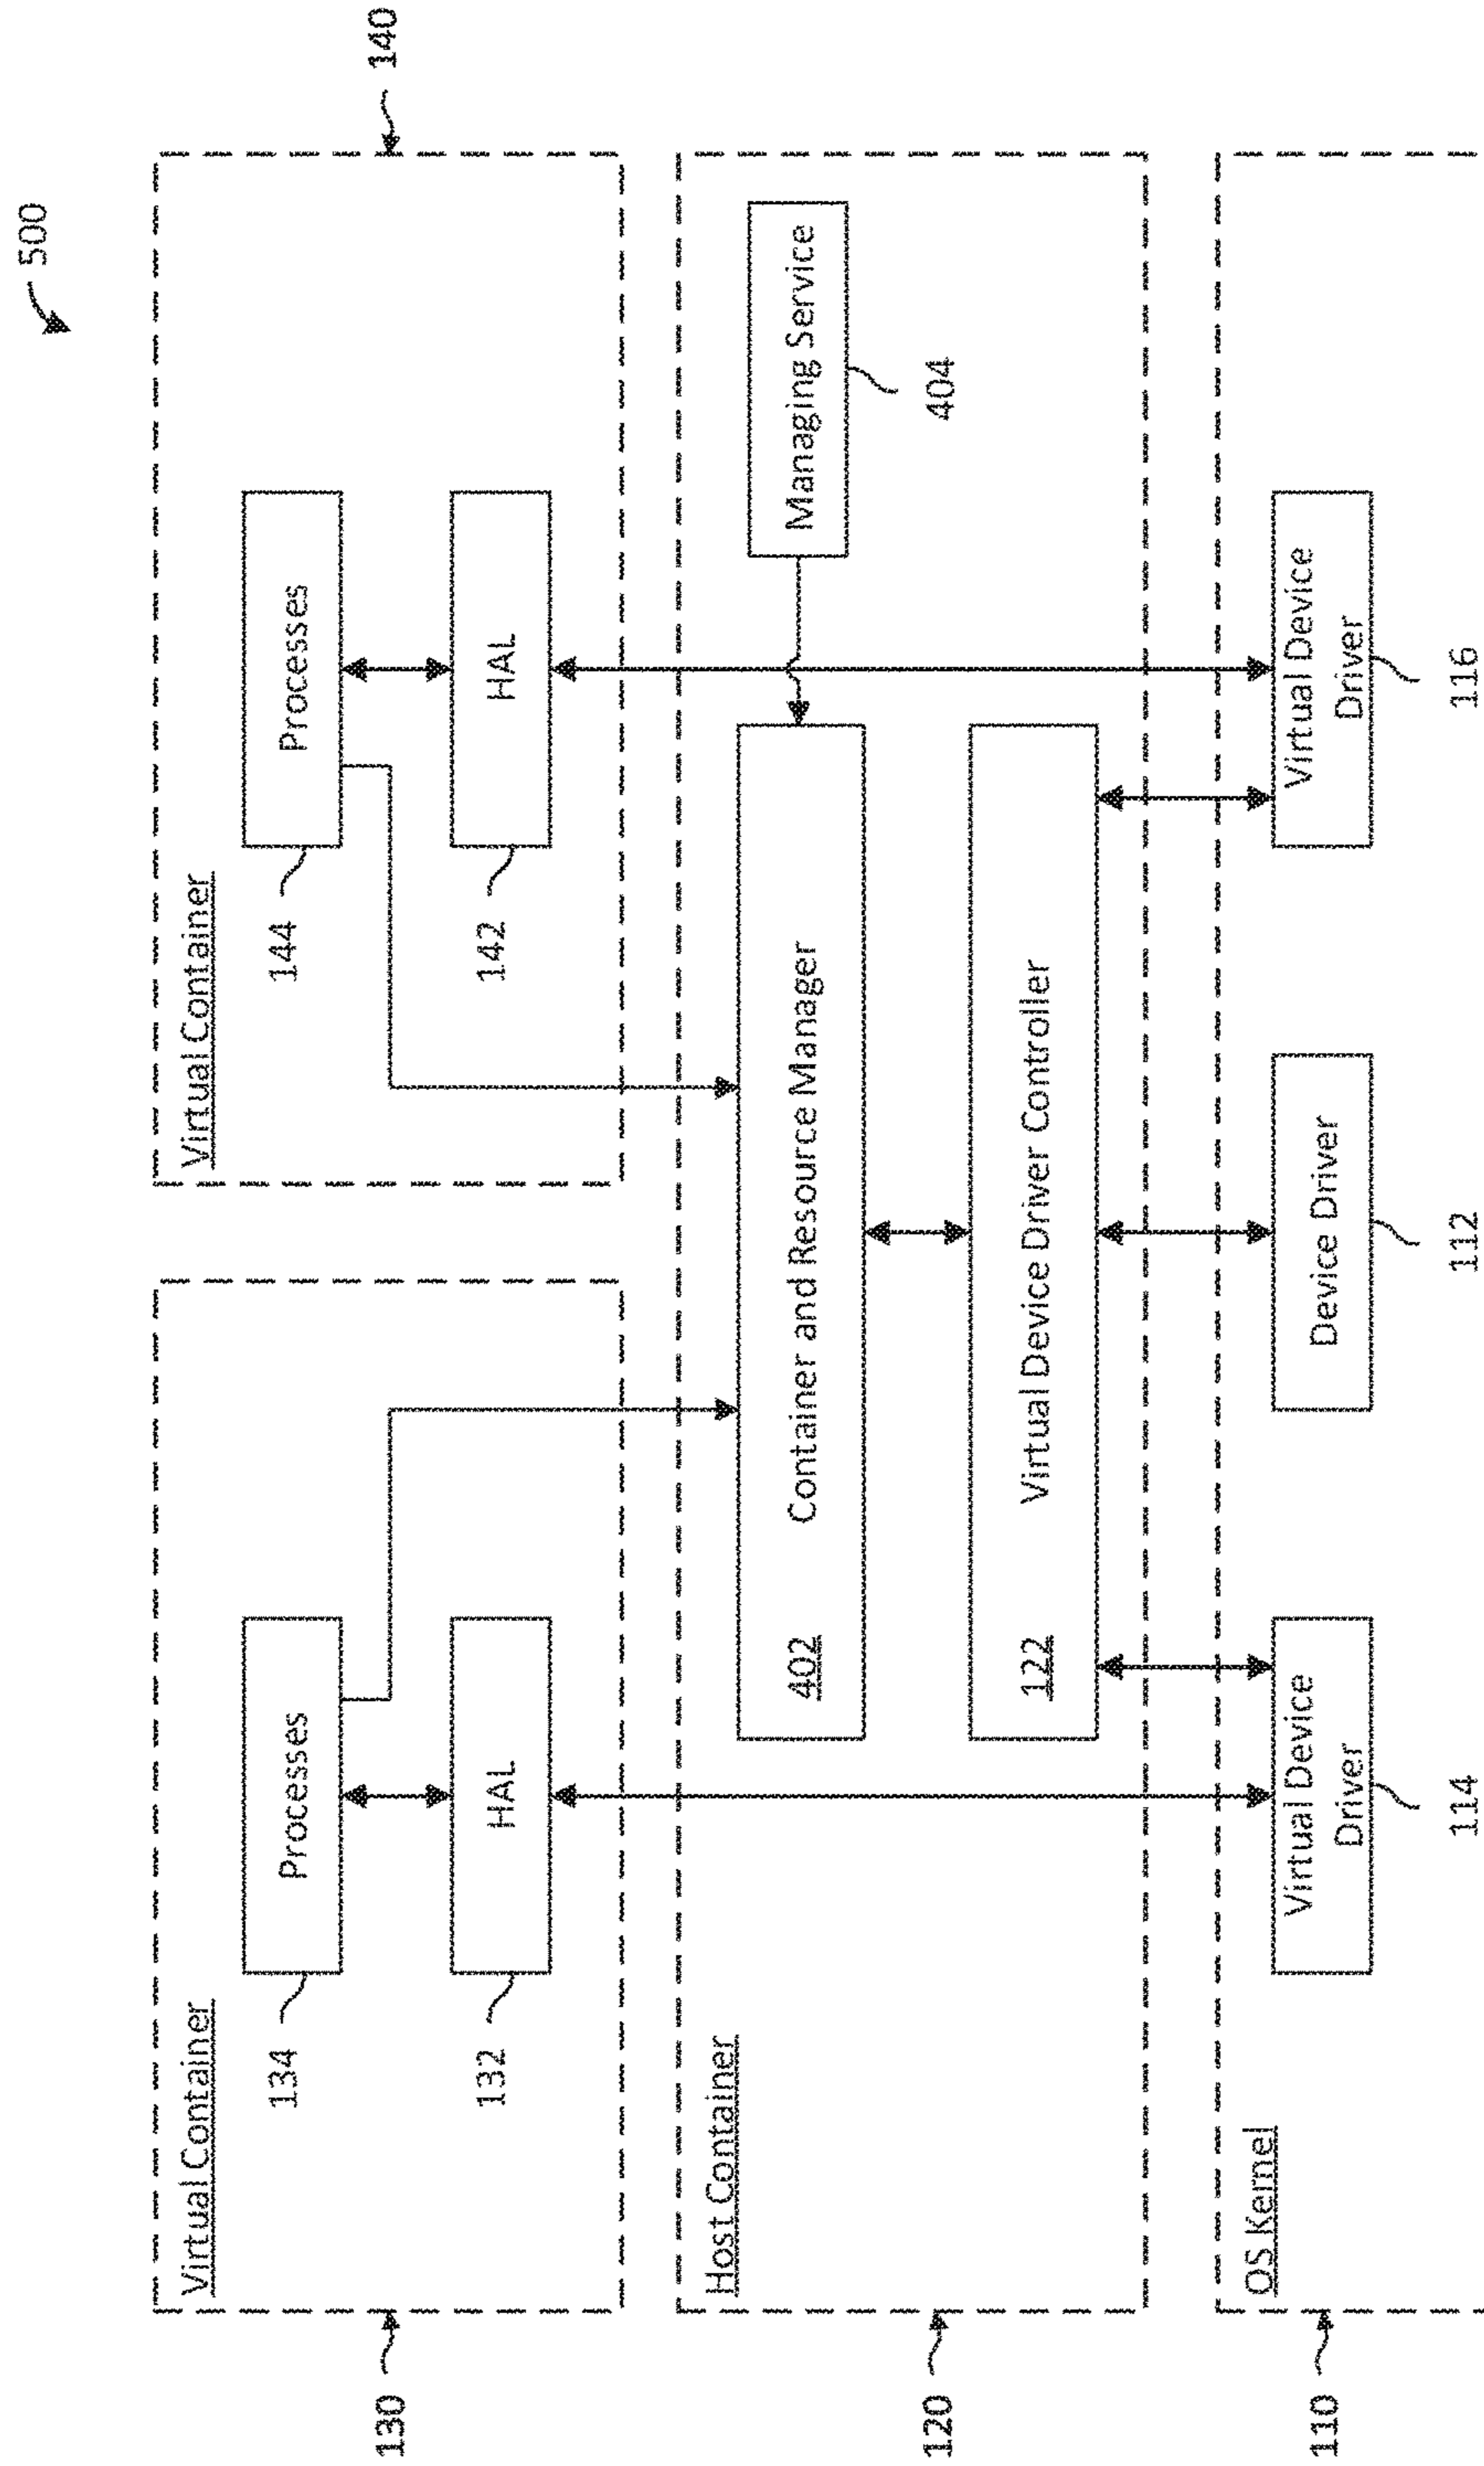 500
Virtual Container
Virtual Container
140
130
134
Processes
144
Processes
132
HAL
142
HAL
Host Container
120
402
Container and Resource Manager
Managing Service
404
122
Virtual Device Driver Controller
OS Kernel
110
Virtual Device
Driver
Device Driver
Virtual Device
Driver
114
112
116